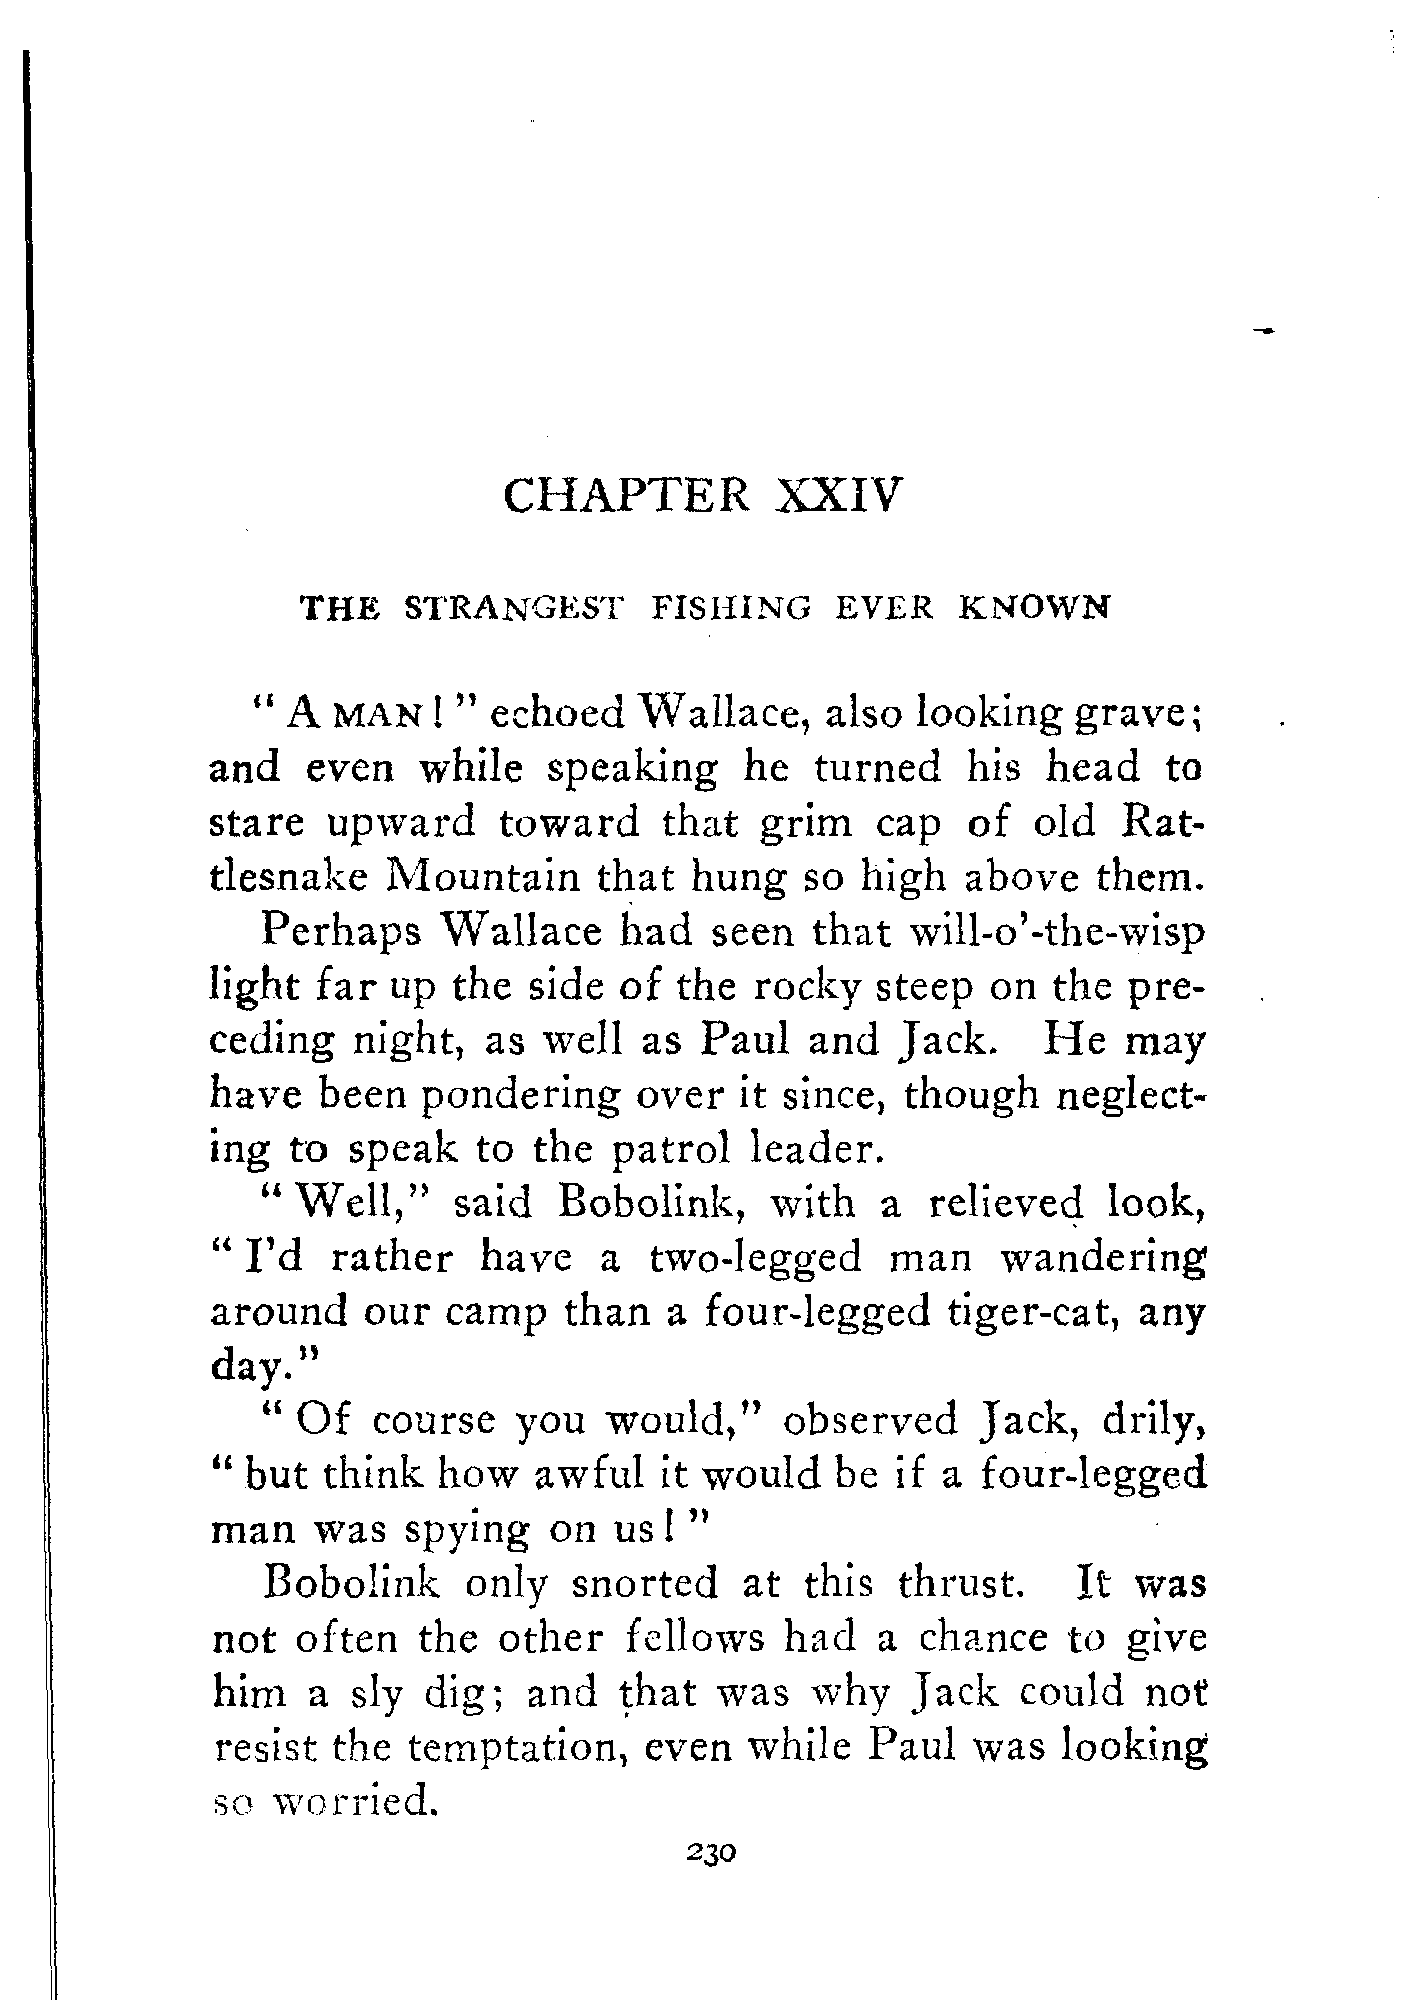 CHAPTER XXIV
THE STRANGEST FISHING EVER KNOWN
" A MAN ! " echoed Wallace, also looking grave;
and even while speaking he turned his head to
stare upward toward that grim cap of old Rat-
tlesnake Mountain that hung so high above them.
Perhaps Wallace had seen that will-o'-the-wisp
light far up the side of the rocky steep on the pre-
ceding night, as well as Paul and Jack. He may
have been pondering over it since, though neglect-
ing to speak to the patrol leader.
" Well," said Bobolink, with a relieved look,
" I'd rather have a two-legged man wandering
around our camp than a four-legged tiger-cat, any
day."
" Of course you would," observed Jack, drily,
" but think how awful it would be if a four-legged
man was spying on us ! "
Bobolink only snorted at this thrust. It was
not often the other fellows had a chance to give
him a sly dig; and that was why Jack could not
resist the temptation, even while Paul was looking
so worried.
230